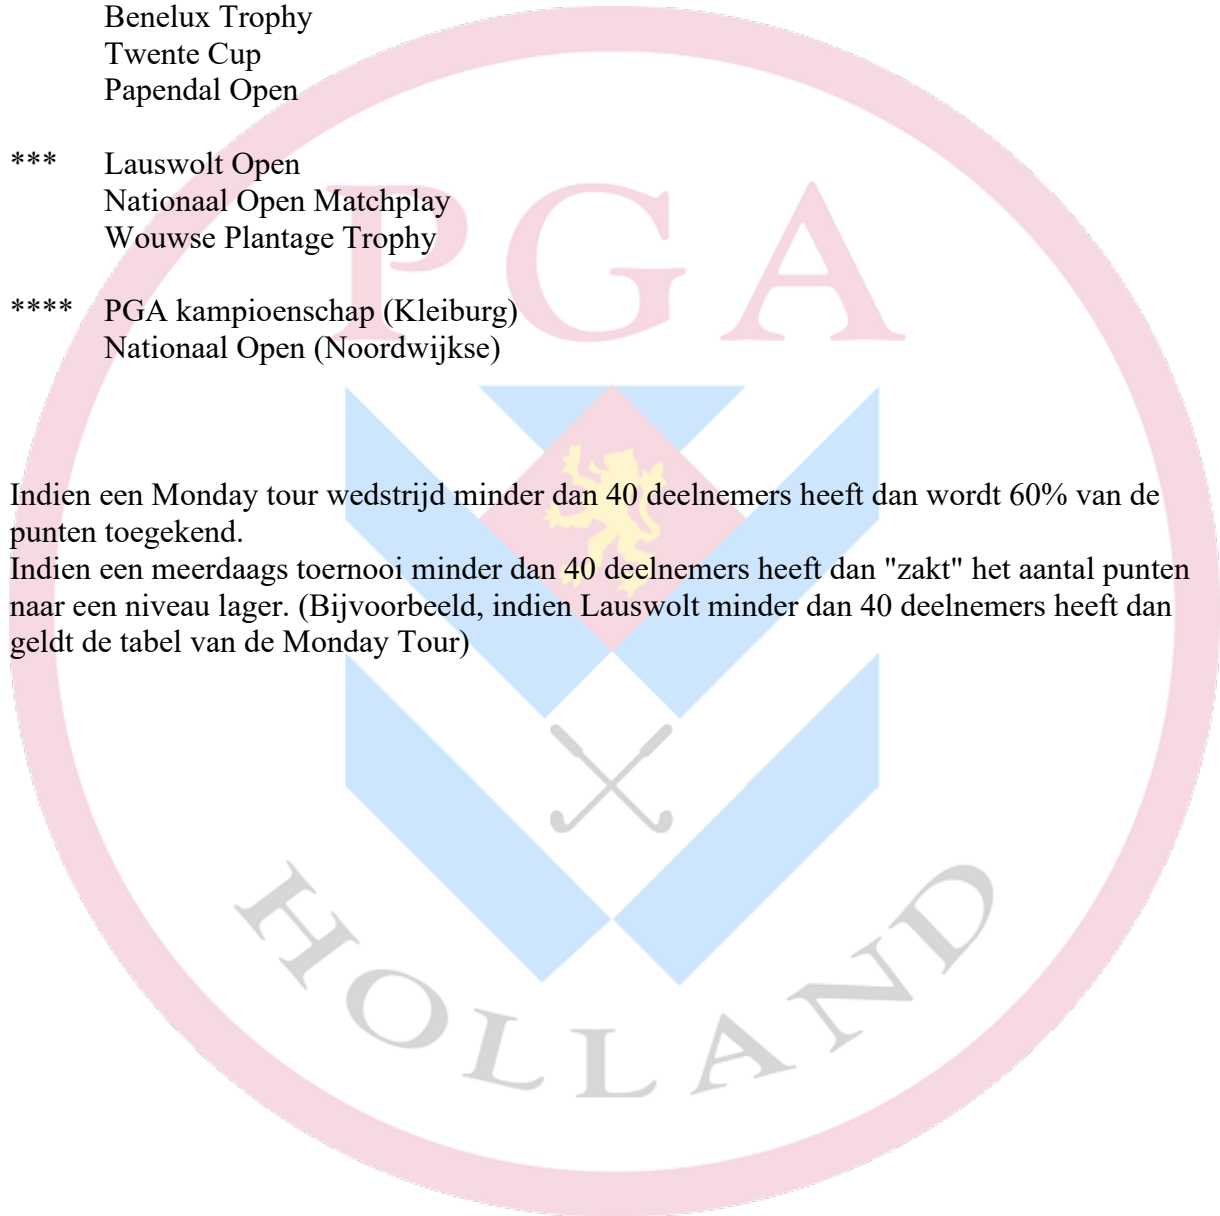 Benelux Trophy
Twente Cup
Papendal Open
*** Lauswolt Open
Nationaal Open Matchplay
Wouwse Plantage Trophy
**** PGA kampioenschap (Kleiburg)
Nationaal Open (Noordwijkse)
Indien een Monday tour wedstrijd minder dan 40 deelnemers heeft dan wordt 60% van de
punten toegekend.
Indien een meerdaags toernooi minder dan 40 deelnemers heeft dan "zakt" het aantal punten
naar een niveau lager. (Bijvoorbeeld, indien Lauswolt minder dan 40 deelnemers heeft dan
geldt de tabel van de Monday Tour)
PGA
HOLLAND